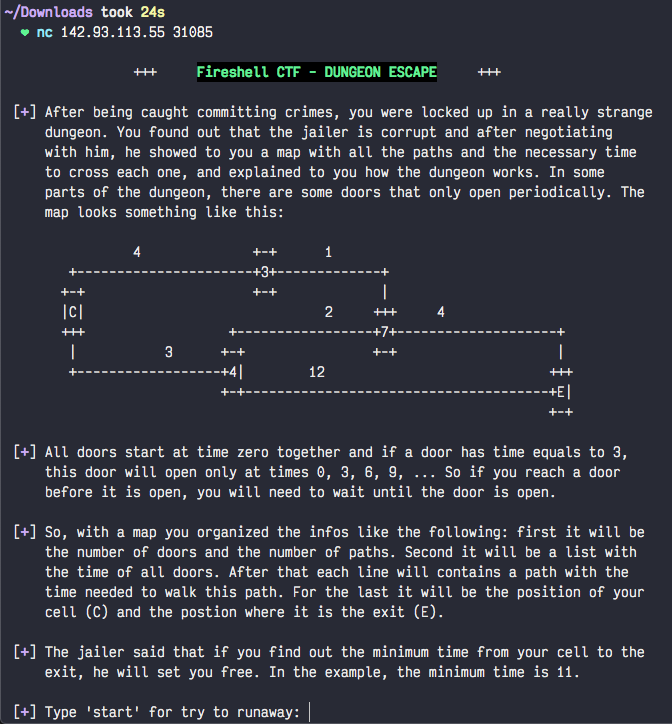 ~/Downloads took 24s
♥ nc 142.93.113.55 31085
+++ Fireshell CTF - DUNGEON ESCAPE +++
[+] After being caught committing crimes, you were locked up in a really strange
dungeon. You found out that the jailer is corrupt and after negotiating
with him, he showed to you a map with all the paths and the necessary time
to cross each one, and explained to you how the dungeon works. In some
parts of the dungeon, there are some doors that only open periodically. The
map looks something like this:
4 +-+ 1
+----------------------+3+------------+
+-+ +-+ |
|C| 2 +++ 4
+++ +-----------------+7+-------------------+
| 3 +-+ +-+ |
+------------------+4| 12 +++
+-+-------------------------------------+E|
+-+
[+] All doors start at time zero together and if a door has time equals to 3,
this door will open only at times 0, 3, 6, 9, ... So if you reach a door
before it is open, you will need to wait until the door is open.
[+] So, with a map you organized the infos like the following: first it will be
the number of doors and the number of paths. Second it will be a list with
the time of all doors. After that each line will contains a path with the
time needed to walk this path. For the last it will be the position of your
cell (C) and the postion where it is the exit (E).
[+] The jailer said that if you find out the minimum time from your cell to the
exit, he will set you free. In the example, the minimum time is 11.
[+] Type 'start' for try to runaway: